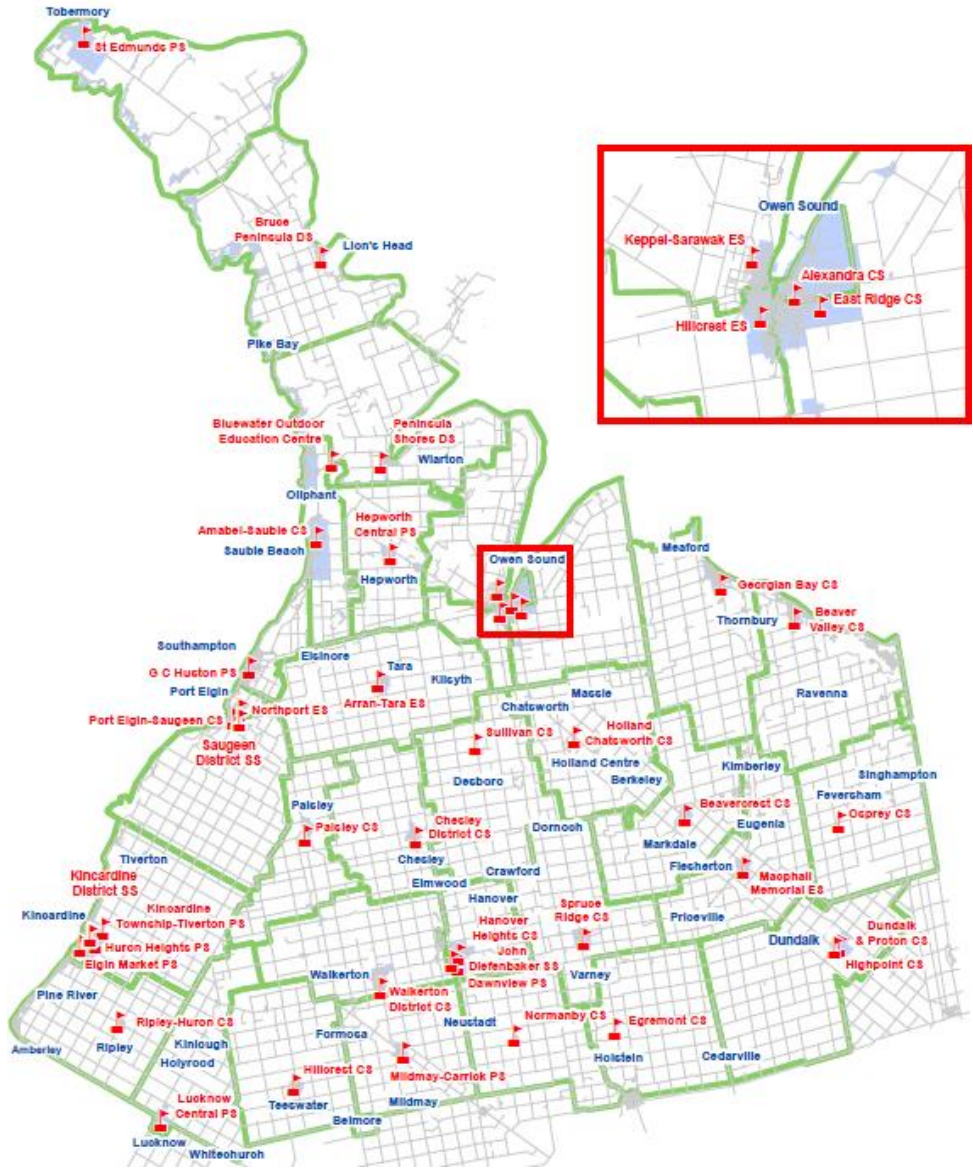 Tobermory
St Edmunds PS
Bruce
Peninsula DS
Lion's Head
Owen Sound
Keppel-Sarawak ES
Alexandra CS
East Ridge CS
Hillcrest ES
Pike Bay
Bluewater Outdoor
Education Centre
Peninsula
Shores DS
Wiarton
Oliphant
Amabel-Sauble CS
Sauble Beach
Hepworth
Central PS
Hepworth
Owen Sound
Meaford
Georgian Bay CS
Thornbury
Beaver
Valley CS
Southampton
G C Huston PS
Port Elgin
Elsinore
Tara
Kilsyth
Arran-Tara ES
Massie
Chatsworth
Ravenna
Port Elgin-Saugeen CS
Northport ES
Saugeen
District SS
Sullivan CS
Holland
Chatsworth CS
Holland Centre
Berkeley
Desboro
Kimberley
Singhampton
Feversham
Osprey CS
Paisley
Paisley CS
Chesley
District CS
Chesley
Dornoch
Beavercrest CS
Eugenia
Markdale
Flesherton
Macphail
Memorial ES
Tiverton
Kincardine
District SS
Elmwood
Crawford
Hanover
Kincardine
Kincardine
Township-Tiverton PS
Huron Heights PS
Elgin Market PS
Hanover
Heights CS
John
Diefenbaker SS
Dawnview PS
Spruce
Ridge CS
Priceville
Dundalk
Dundalk
& Proton CS
Highpoint CS
Walkerton
Walkerton
District CS
Varney
Pine River
Ripley-Huron CS
Amberley
Ripley
Kinlough
Holyrood
Formosa
Neustadt
Normanby CS
Egremont CS
Mildmay-Carrick PS
Holstein
Cedarville
Hillcrest CS
Teeswater
Mildmay
Belmore
Lucknow
Central PS
Lucknow
Whitechurch